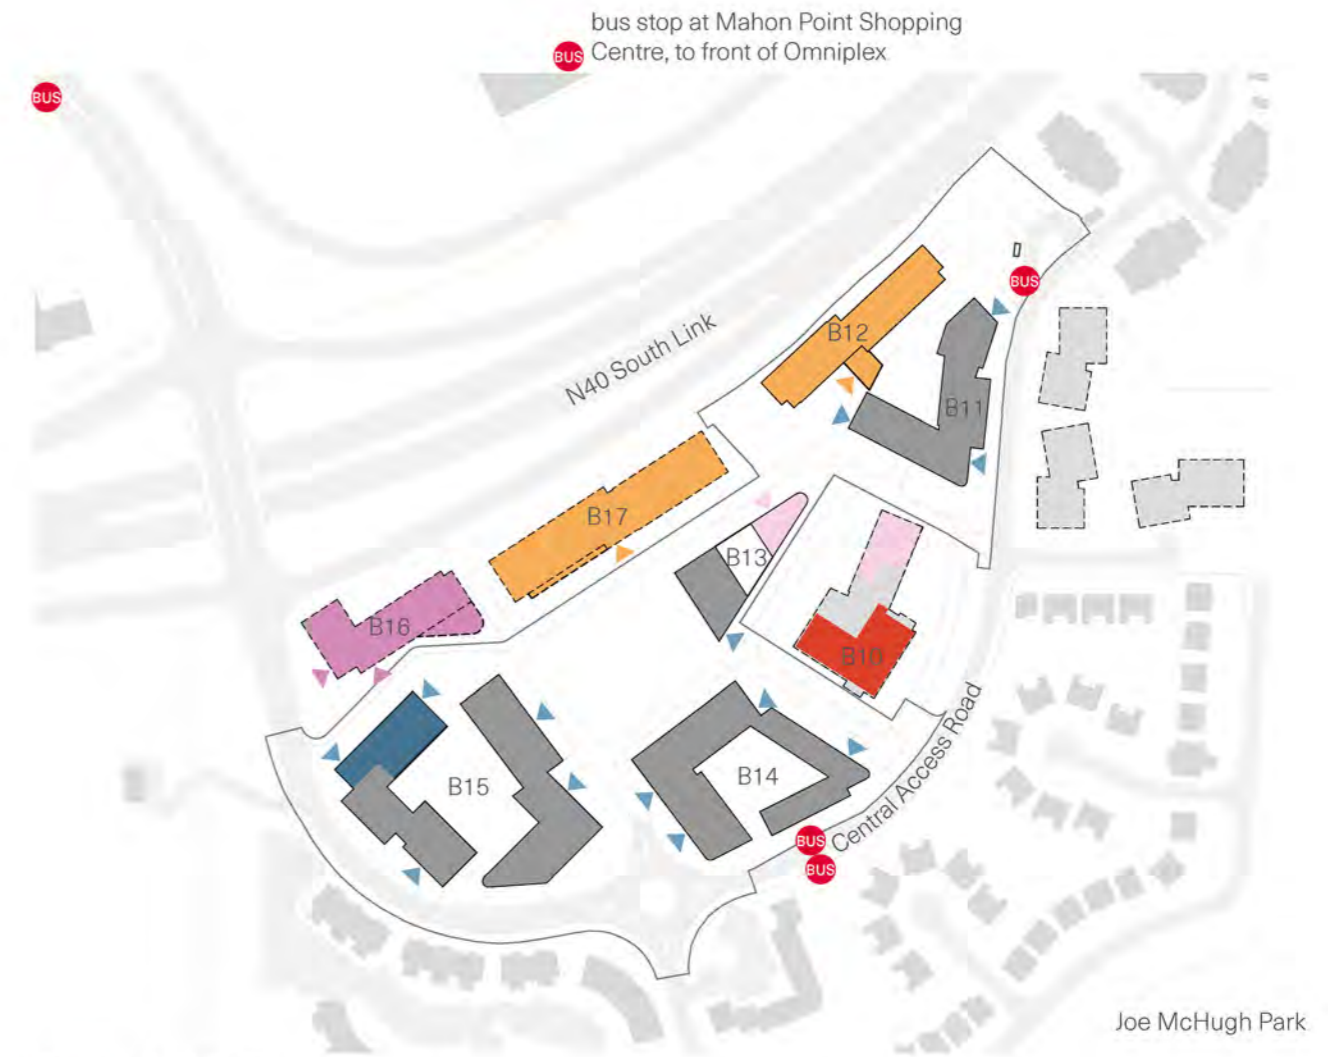 bus stop at Mahon Point Shopping
BUS Centre, to front of Omniplex
BUS
BUS
N40 South Link
B12
B11
B17
B13
B16
B10
B15
B14
Central Access Road
BUS
BUS
Joe McHugh Park